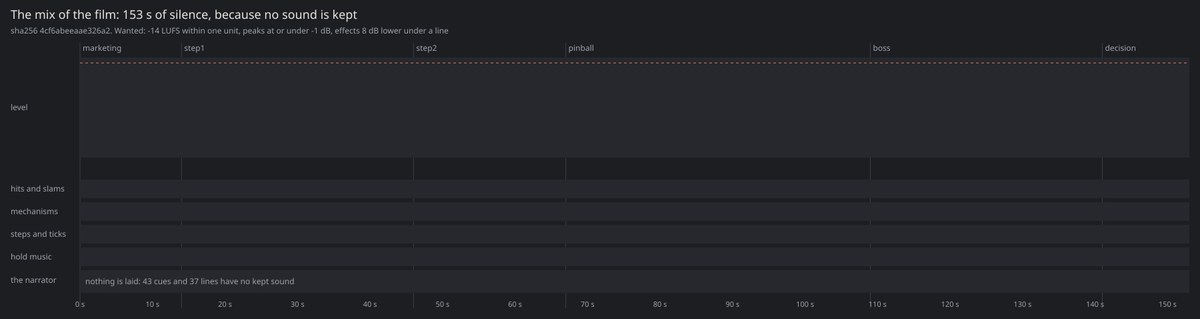 The mix of the film: 153 s of silence, because no sound is kept
sha256 4cf6abeeaae326a2. Wanted: -14 LUFS within one unit, peaks at or under -1 dB, effects 8 dB lower under a line
marketing step1 step2 pinball boss decision
level
hits and slams
mechanisms
steps and ticks
hold music
the narrator nothing is laid: 43 cues and 37 lines have no kept sound
0 s 10 s 20 s 30 s 40 s 50 s 60 s 70 s 80 s 90 s 100 s 110 s 120 s 130 s 140 s 150 s